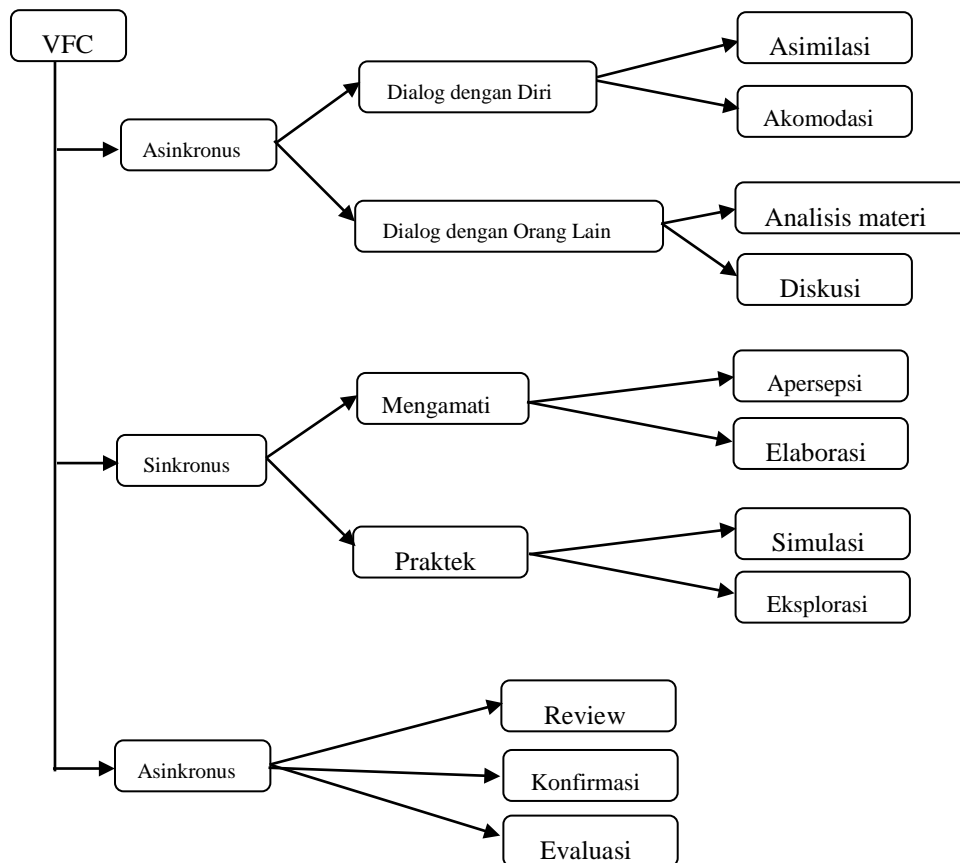 VFC
Asinkronus
Dialog dengan Diri
Asimilasi
Akomodasi
Dialog dengan Orang Lain
Analisis materi
Diskusi
Sinkronus
Mengamati
Apersepsi
Elaborasi
Praktek
Simulasi
Eksplorasi
Asinkronus
Review
Konfirmasi
Evaluasi